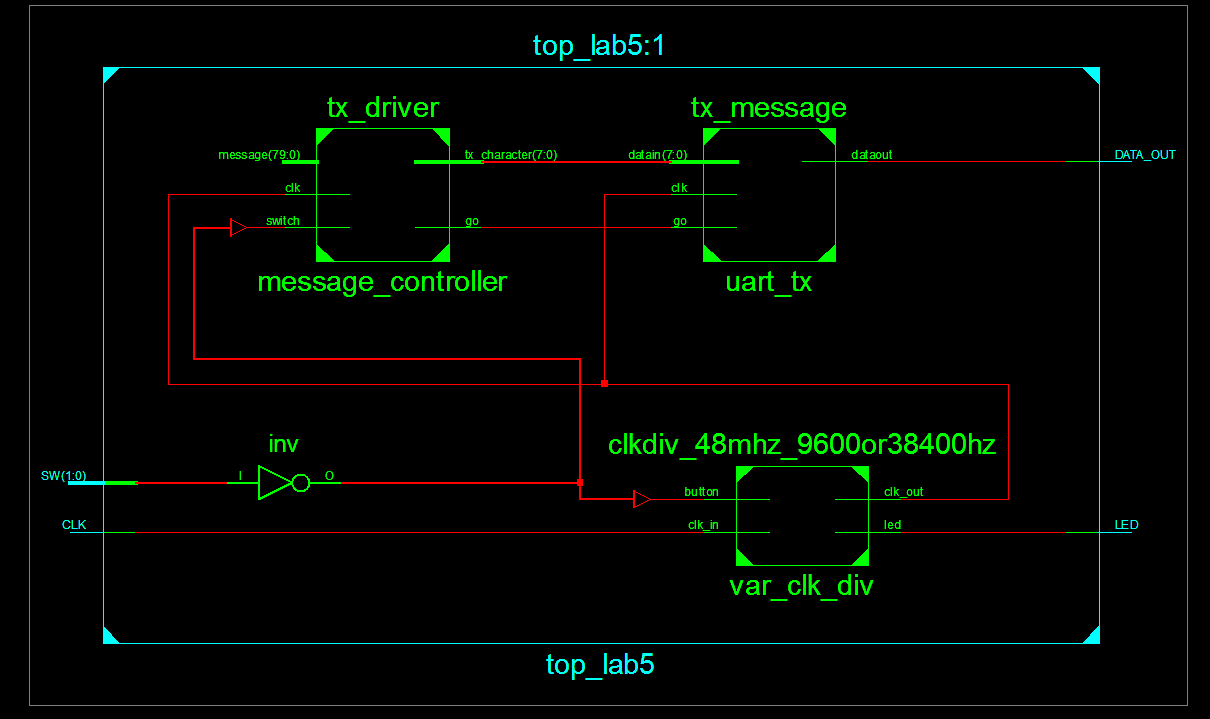 top_lab5:1
tx_driver
tx_message
message(79:0)
tx_character(7:0)
datain(7:0)
dataout
DATA_OUT
clk
clk
switch
go
go
message_controller
uart_tx
inv
clkdiv_48mhz_9600or38400hz
SW(1:0)
I
O
button
clk_out
CLK
clk_in
led
LED
var_clk_div
top_lab5